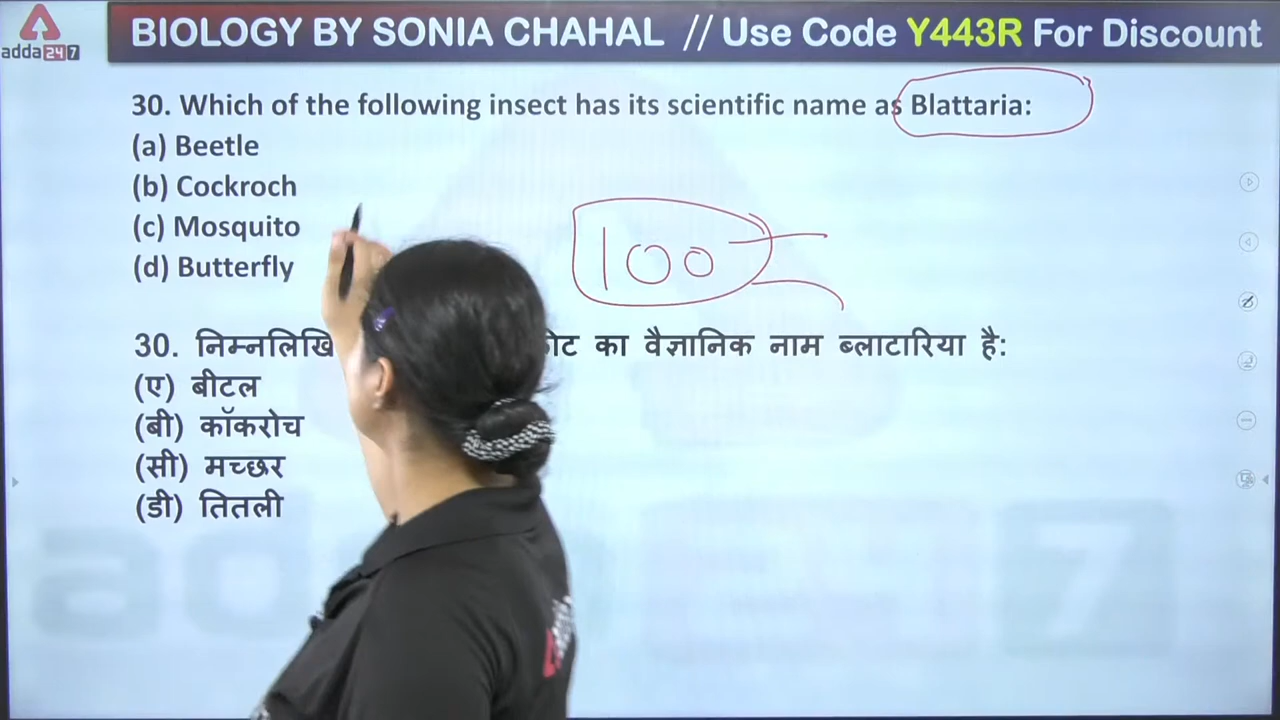 adda247
BIOLOGY BY SONIA CHAHAL // Use Code Y443R For Discount
30. Which of the following insect has its scientific name as Blattaria:
(a) Beetle
(b) Cockroch
(c) Mosquito
(d) Butterfly
100
30. का वैज्ञानिक नाम ब्लाटारिया है:
(ए) बीटल
(बी) कॉकरोच
(सी) मच्छर
(डी) तितली